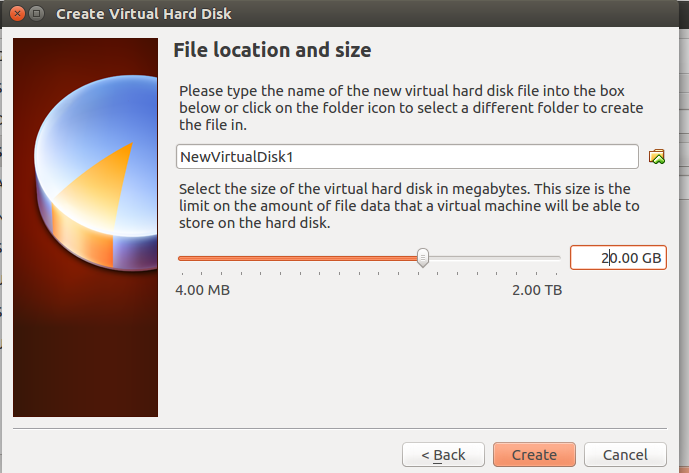 Create Virtual Hard Disk
File location and size
Please type the name of the new virtual hard disk file into the box
below or click on the folder icon to select a different folder to create
the file in.
NewVirtualDisk1
Select the size of the virtual hard disk in megabytes. This size is the
limit on the amount of file data that a virtual machine will be able to
store on the hard disk.
20.00 GB
4.00 MB 2.00 TB
< Back Create Cancel